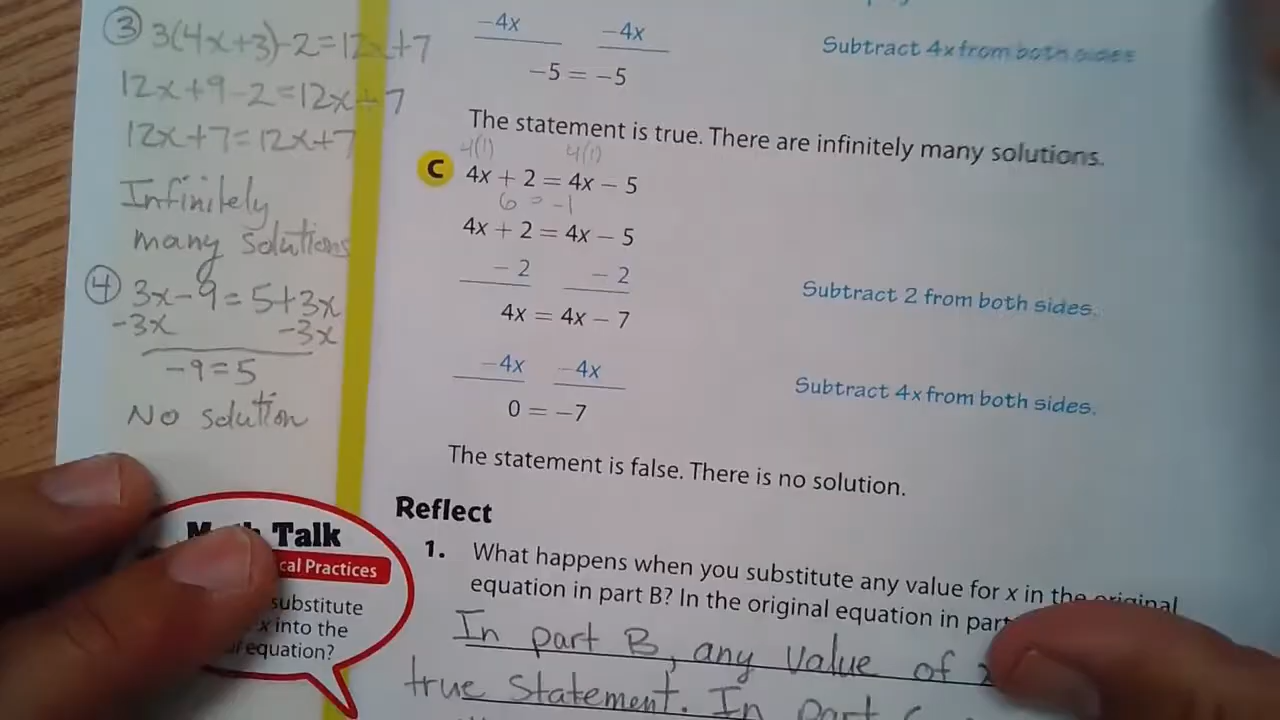 ③ 3(4x+3)-2=12x+7
12x+9-2=12x+7
12x+7=12x+7
Infinitely
many solutions
④ 3x-9=5+3x
-3x -3x
-9=5
No solution
-4x -4x Subtract 4x from both sides
-5 = -5
The statement is true. There are infinitely many solutions.
4(1) 4(1)
C 4x + 2 = 4x - 5
6 = -1
4x + 2 = 4x - 5
- 2 - 2 Subtract 2 from both sides.
4x = 4x - 7
-4x -4x Subtract 4x from both sides.
0 = -7
The statement is false. There is no solution.
Reflect
1. What happens when you substitute any value for x in the original
equation in part B? In the original equation in part
In part B, any value of
true statement. In Part
Talk
Practices
substitute
x into the
equation?